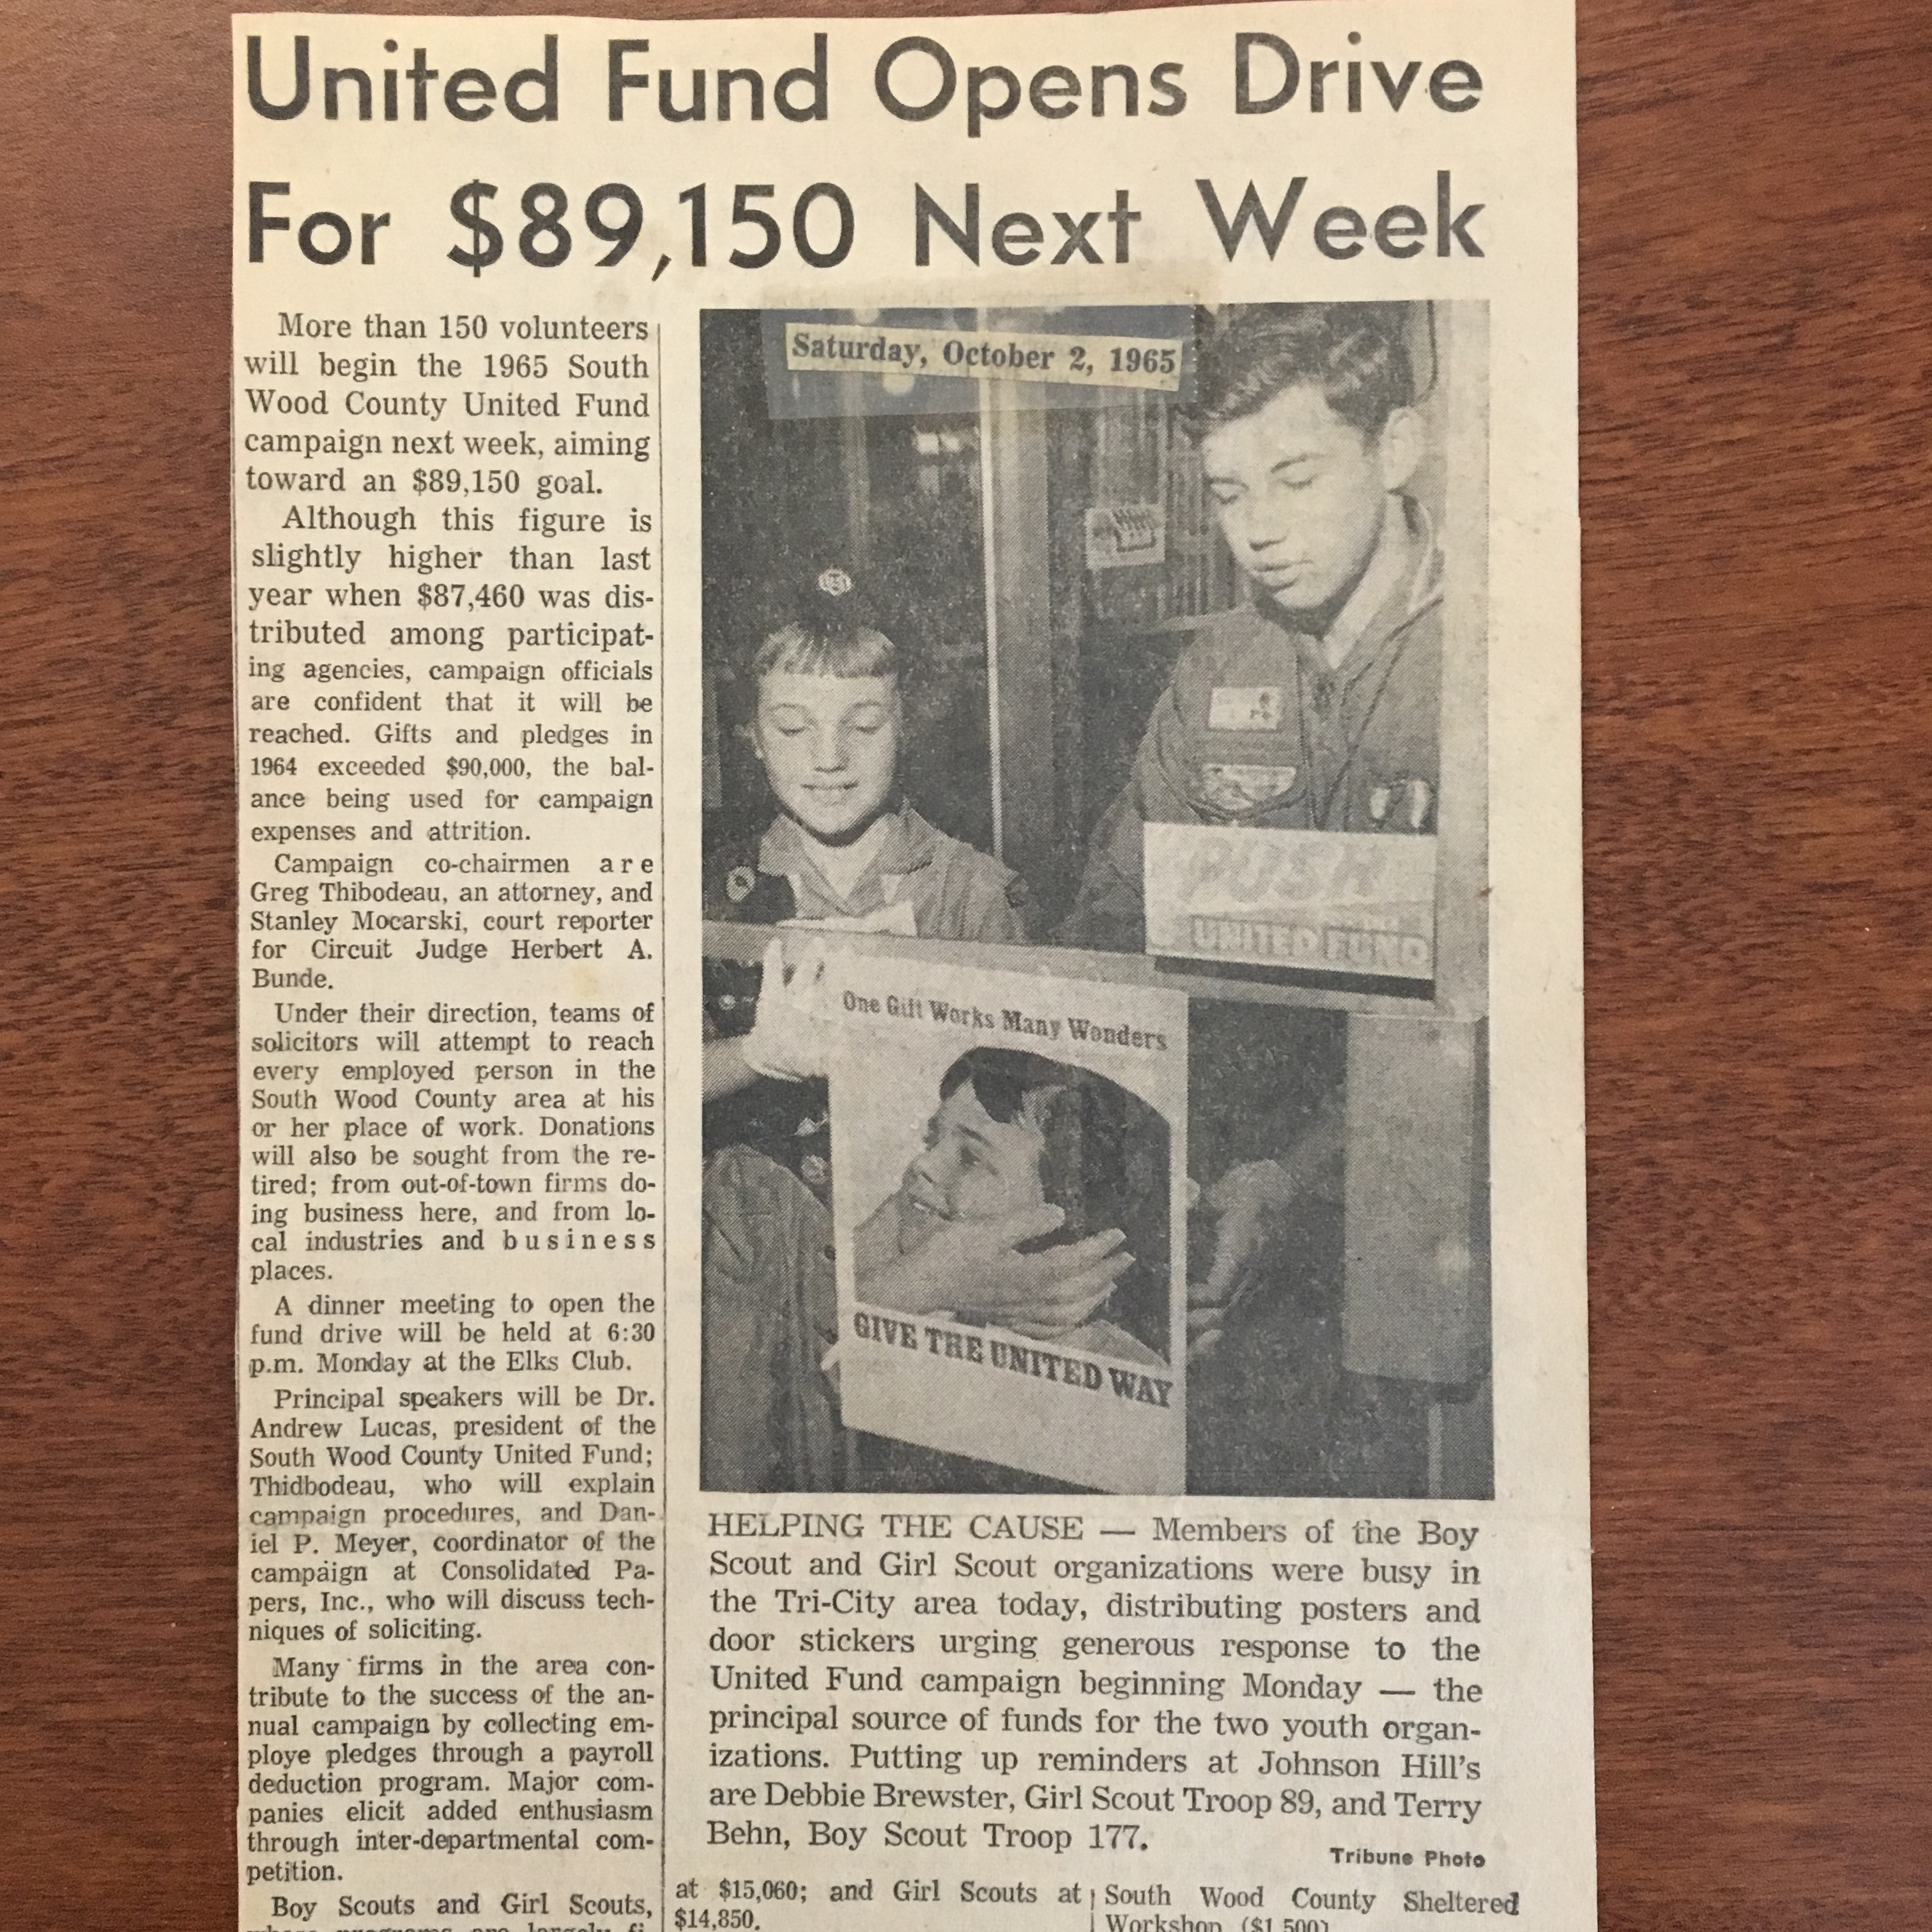 United Fund Opens Drive
For $89,150 Next Week
More than 150 volunteers
will begin the 1965 South
Wood County United Fund
campaign next week, aiming
toward an $89,150 goal.
Although this figure is
slightly higher than last
year when $87,460 was dis-
tributed among participat-
ing agencies, campaign officials
are confident that it will be
reached. Gifts and pledges in
1964 exceeded $90,000, the bal-
ance being used for campaign
expenses and attrition.
Campaign co-chairmen are
Greg Thibodeau, an attorney, and
Stanley Mocarski, court reporter
for Circuit Judge Herbert A.
Bunde.
Under their direction, teams of
solicitors will attempt to reach
every employed person in the
South Wood County area at his
or her place of work. Donations
will also be sought from the re-
tired; from out-of-town firms do-
ing business here, and from lo-
cal industries and business
places.
A dinner meeting to open the
fund drive will be held at 6:30
p.m. Monday at the Elks Club.
Principal speakers will be Dr.
Andrew Lucas, president of the
South Wood County United Fund;
Thidbodeau, who will explain
campaign procedures, and Dan-
iel P. Meyer, coordinator of the
campaign at Consolidated Pa-
pers, Inc., who will discuss tech-
niques of soliciting.
Many firms in the area con-
tribute to the success of the an-
nual campaign by collecting em-
ploye pledges through a payroll
deduction program. Major com-
panies elicit added enthusiasm
through inter-departmental com-
petition.
Boy Scouts and Girl Scouts,
whose programs are largely fi-
Saturday, October 2, 1965
PUSH
UNITED FUND
One Gift Works Many Wonders
GIVE THE UNITED WAY
HELPING THE CAUSE — Members of the Boy
Scout and Girl Scout organizations were busy in
the Tri-City area today, distributing posters and
door stickers urging generous response to the
United Fund campaign beginning Monday — the
principal source of funds for the two youth organ-
izations. Putting up reminders at Johnson Hill's
are Debbie Brewster, Girl Scout Troop 89, and Terry
Behn, Boy Scout Troop 177.
Tribune Photo
at $15,060; and Girl Scouts at
$14,850.
South Wood County Sheltered
Workshop ($1,500)